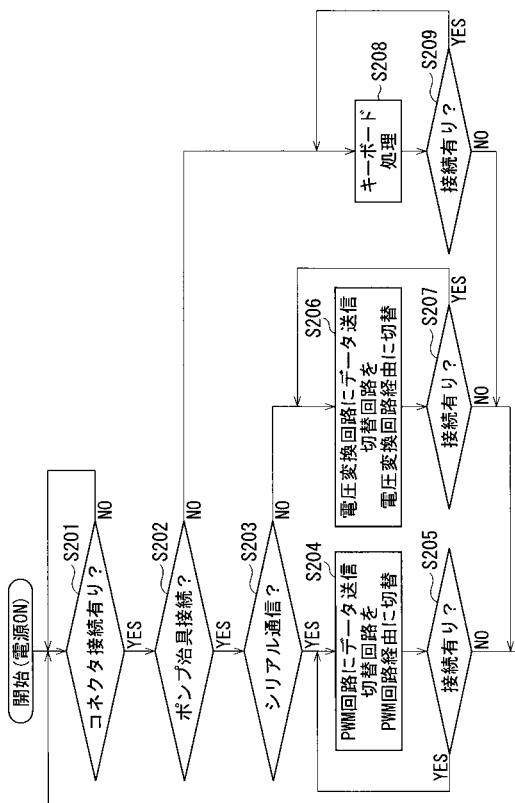 開始(電源ON)
S201
コネクタ接続有り?
NO
YES
S202
ポンプ治具接続?
NO
YES
S203
シリアル通信?
NO
YES
S204
PWM回路にデータ送信
切替回路を
PWM回路経由に切替
S205
接続有り?
YES
NO
S206
電圧変換回路にデータ送信
切替回路を
電圧変換回路経由に切替
S207
接続有り?
YES
NO
S208
キーボード
処理
S209
接続有り?
YES
NO